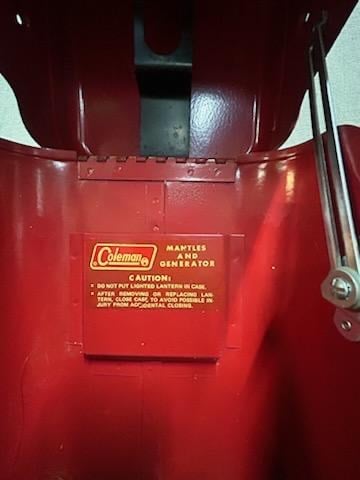 Coleman
MANTLES
AND
GENERATOR
CAUTION:
• DO NOT PUT LIGHTED LANTERN IN CASE.
• AFTER REMOVING OR REPLACING LAN-
TERN, CLOSE CASE, TO AVOID POSSIBLE IN-
JURY FROM ACCIDENTAL CLOSING.